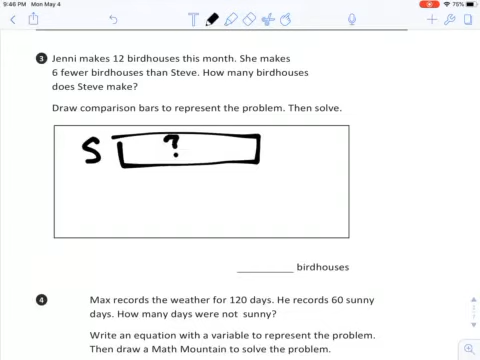 9:46 PM Mon May 4
75%
3 Jenni makes 12 birdhouses this month. She makes
6 fewer birdhouses than Steve. How many birdhouses
does Steve make?
Draw comparison bars to represent the problem. Then solve.
S ?
_________ birdhouses
4 Max records the weather for 120 days. He records 60 sunny
days. How many days were not sunny?
Write an equation with a variable to represent the problem.
Then draw a Math Mountain to solve the problem.